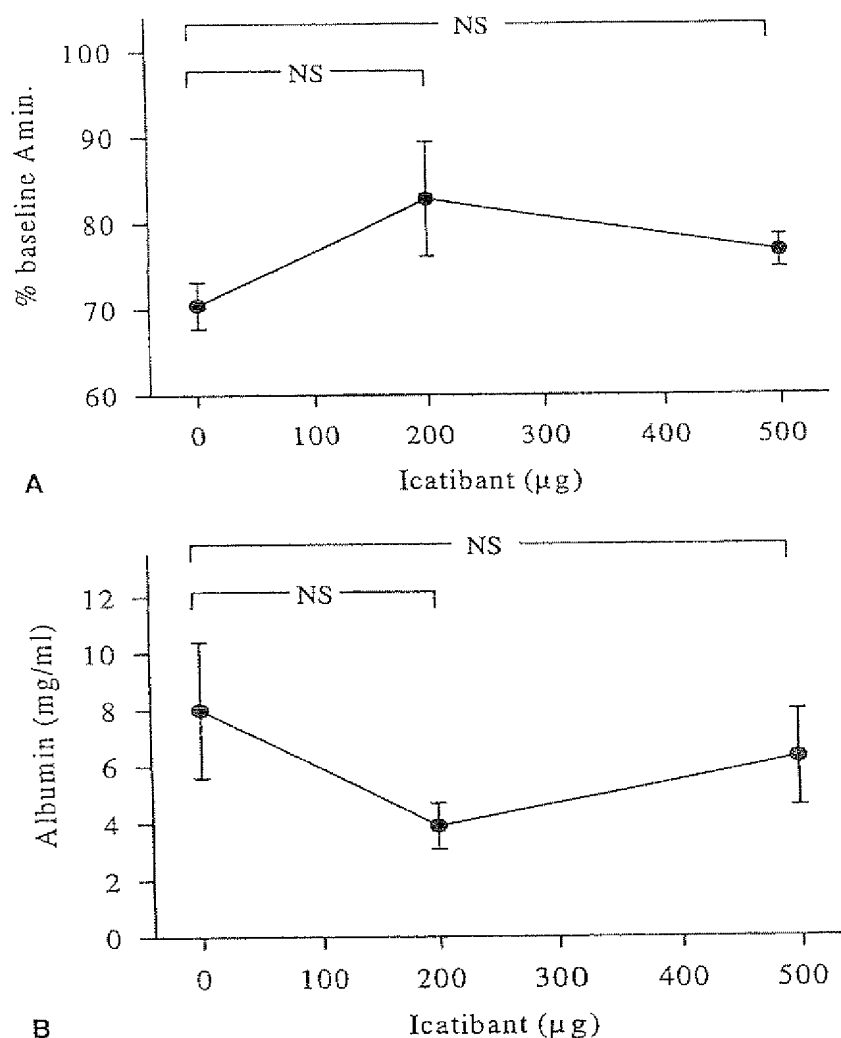 NS
NS
% baseline Amin.
100
90
80
70
60
0 100 200 300 400 500
Icatibant (µg)
A
NS
NS
Albumin (mg/ml)
12
10
8
6
4
2
0
0 100 200 300 400 500
Icatibant (µg)
B